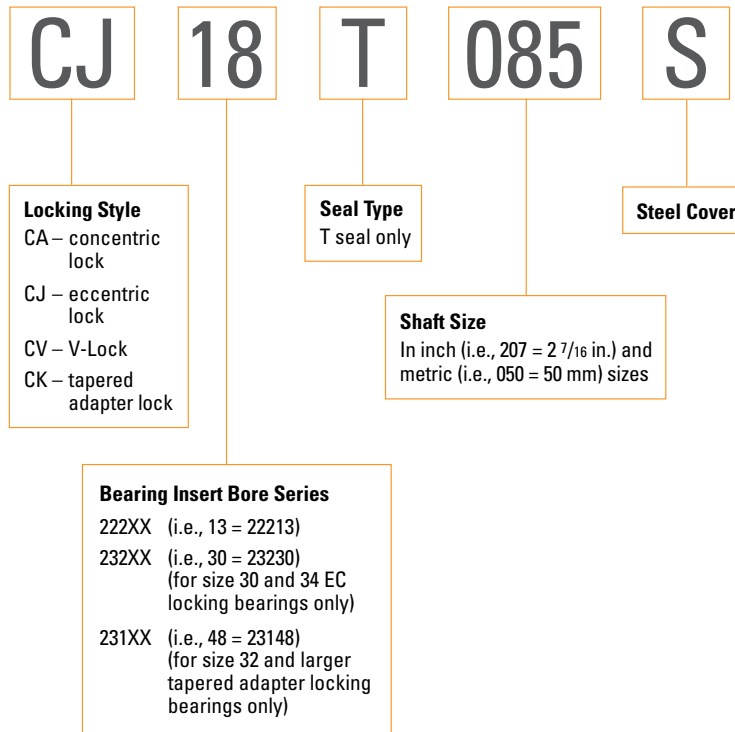 CJ 18 T 085 S
Locking Style
CA – concentric
lock
CJ – eccentric
lock
CV – V-Lock
CK – tapered
adapter lock
Seal Type
T seal only
Steel Cover
Shaft Size
In inch (i.e., 207 = 2 7/16 in.) and
metric (i.e., 050 = 50 mm) sizes
Bearing Insert Bore Series
222XX (i.e., 13 = 22213)
232XX (i.e., 30 = 23230)
(for size 30 and 34 EC
locking bearings only)
231XX (i.e., 48 = 23148)
(for size 32 and larger
tapered adapter locking
bearings only)